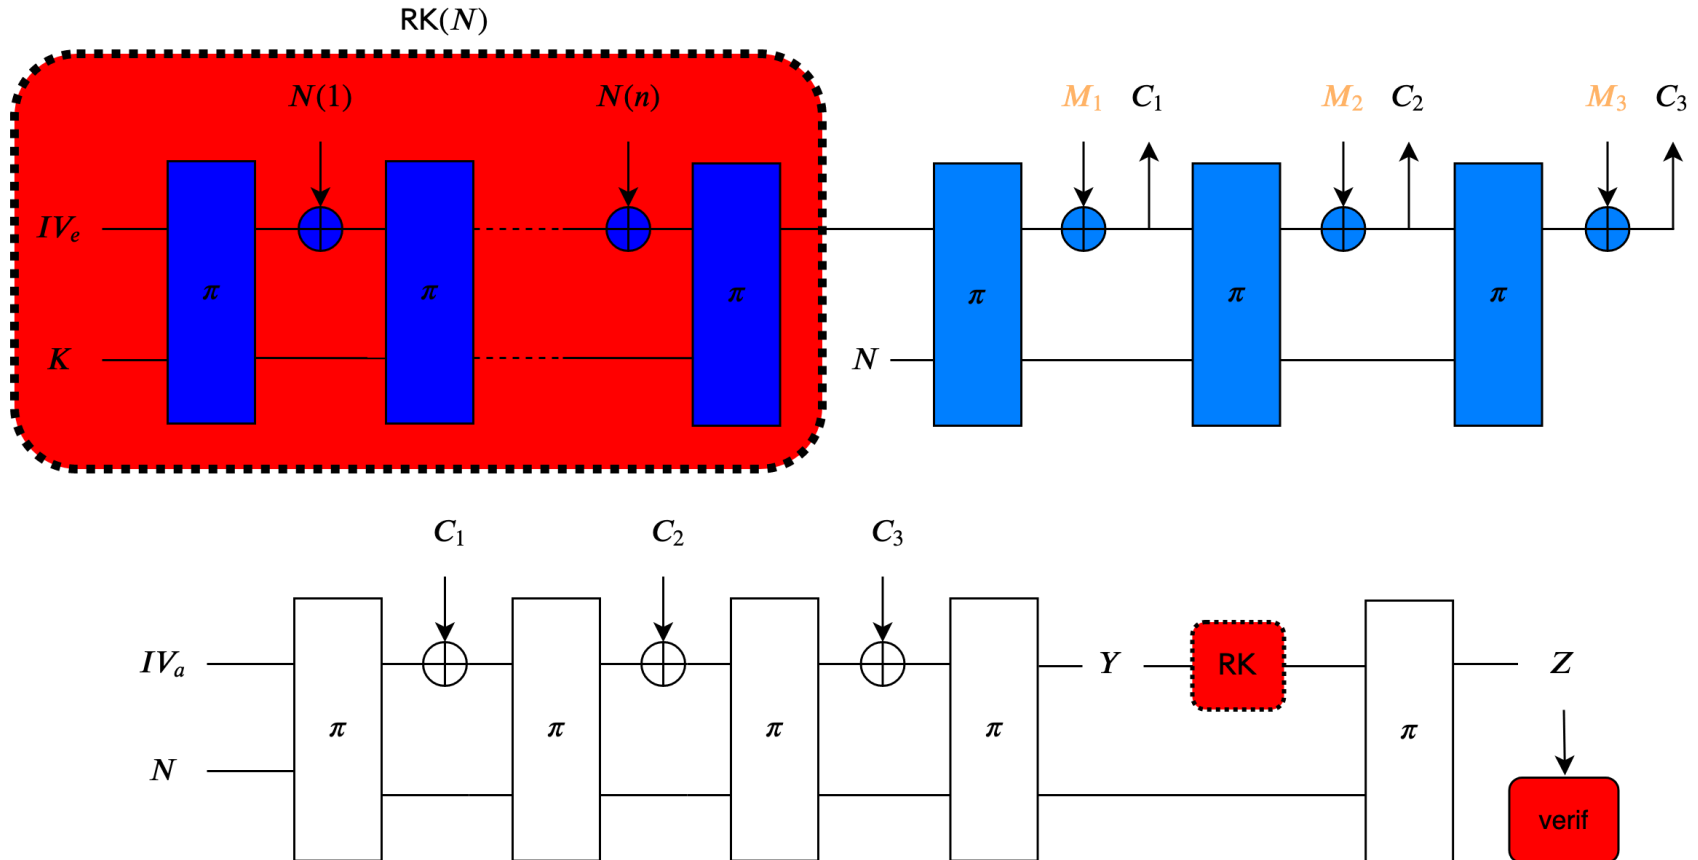 RK(N)
N(1) N(n) M₁ C₁ M₂ C₂ M₃ C₃
IVₑ
π π π π π π
K N
C₁ C₂ C₃
IVₐ Y RK Z
π π π π π
N
verif